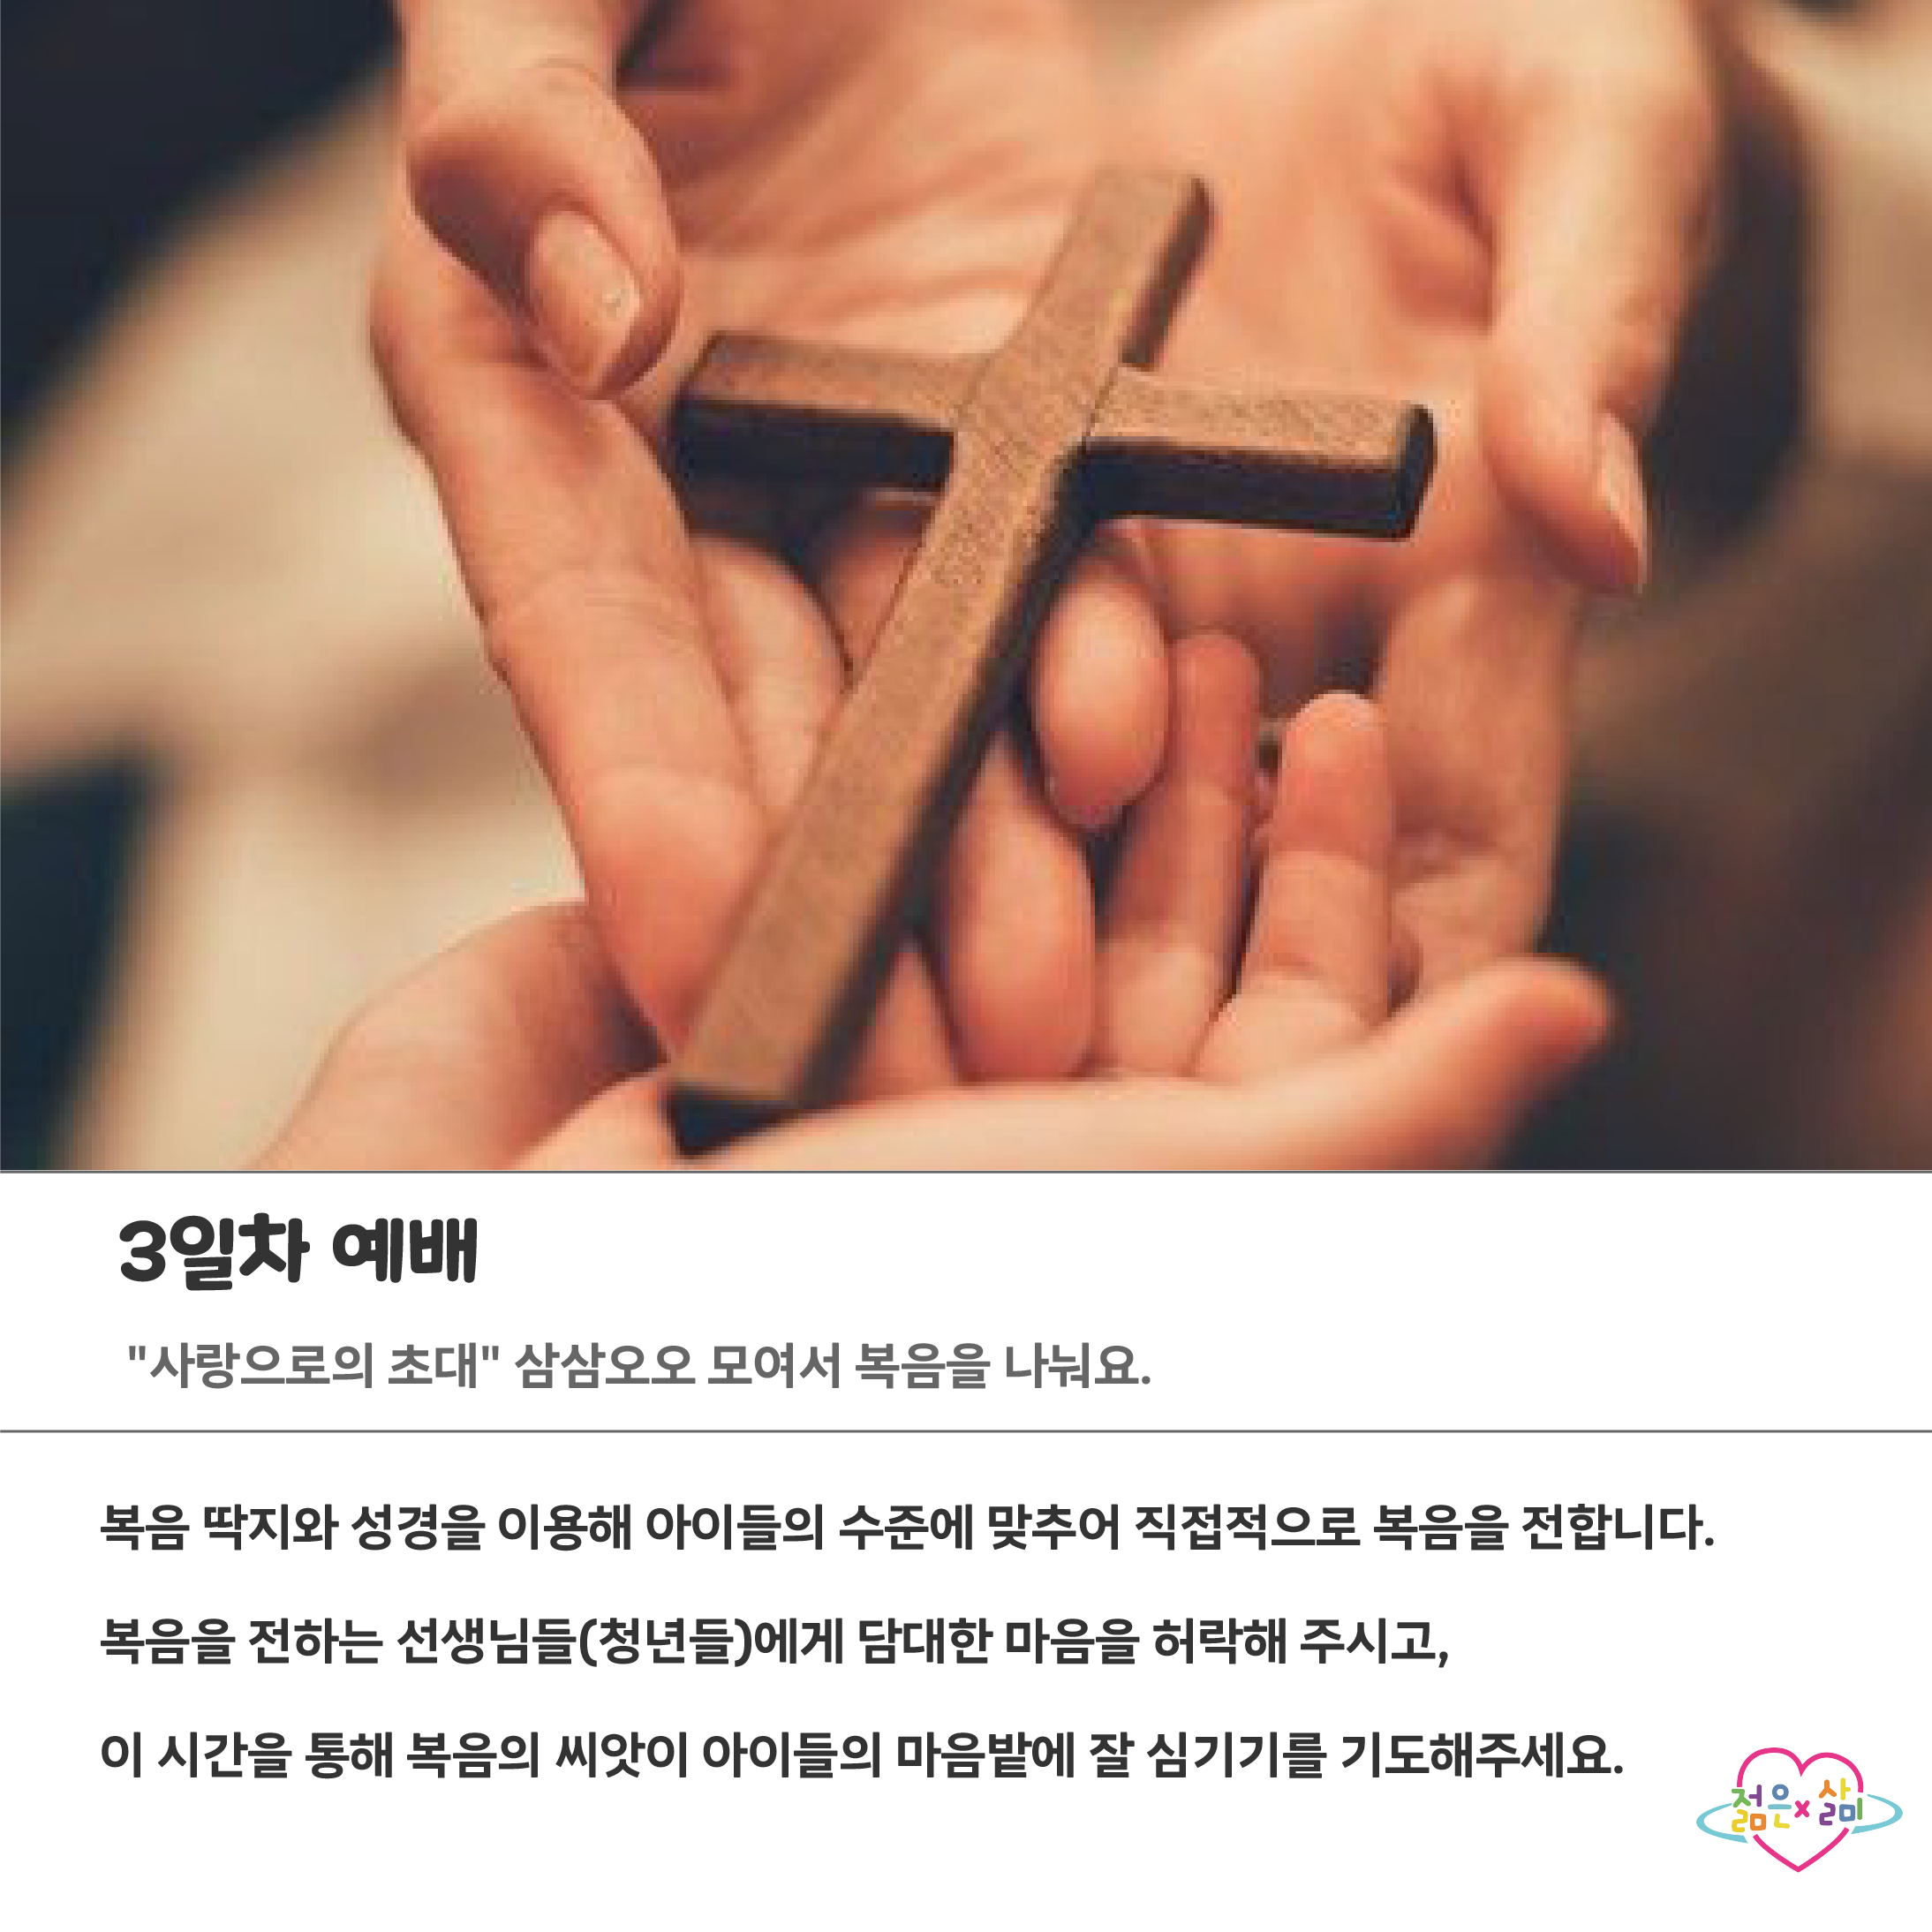 3일차 예배
"사랑으로의 초대" 삼삼오오 모여서 복음을 나눠요.
복음 딱지와 성경을 이용해 아이들의 수준에 맞추어 직접적으로 복음을 전합니다.
복음을 전하는 선생님들(청년들)에게 담대한 마음을 허락해 주시고,
이 시간을 통해 복음의 씨앗이 아이들의 마음밭에 잘 심기기를 기도해주세요.
젊은x삶